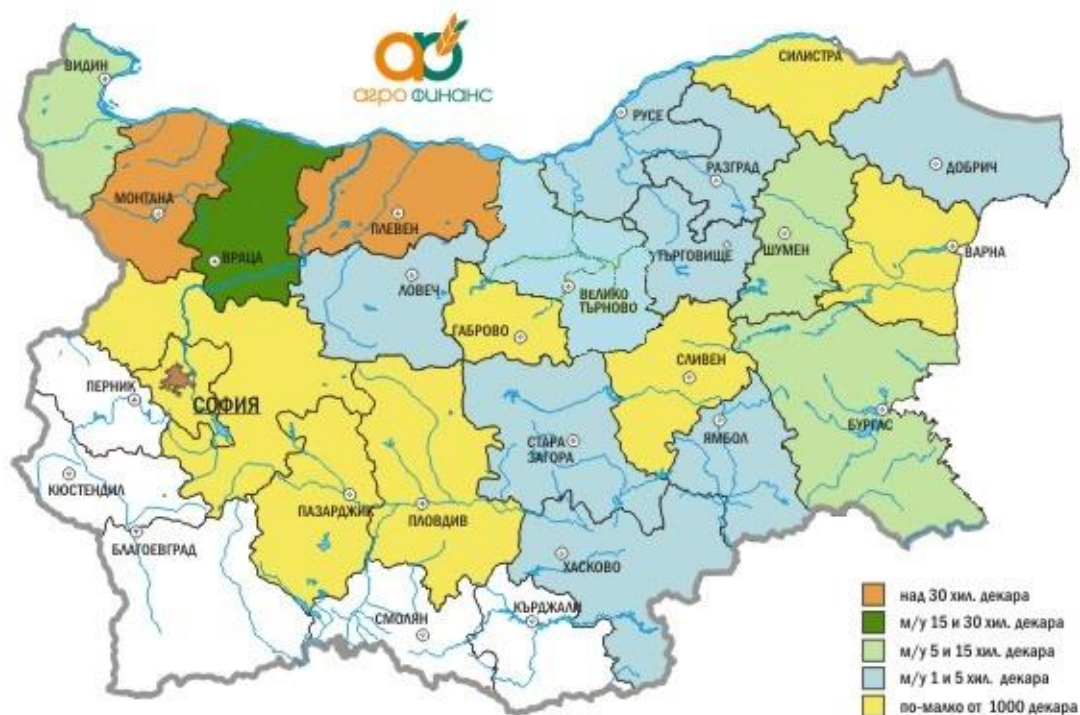 агро финанс
СИЛИСТРА
ВИДИН
РУСЕ
ДОБРИЧ
РАЗГРАД
МОНТАНА
ПЛЕВЕН
ШУМЕН
ВАРНА
ВРАЦА
ТЪРГОВИЩЕ
ЛОВЕЧ
ВЕЛИКО
ТЪРНОВО
ГАБРОВО
СЛИВЕН
ПЕРНИК
СОФИЯ
БУРГАС
СТАРА
ЗАГОРА
ЯМБОЛ
КЮСТЕНДИЛ
ПАЗАРДЖИК
ПЛОВДИВ
БЛАГОЕВГРАД
ХАСКОВО
СМОЛЯН
КЪРДЖАЛИ
над 30 хил. декара
м/у 15 и 30 хил. декара
м/у 5 и 15 хил. декара
м/у 1 и 5 хил. декара
по-малко от 1000 декара